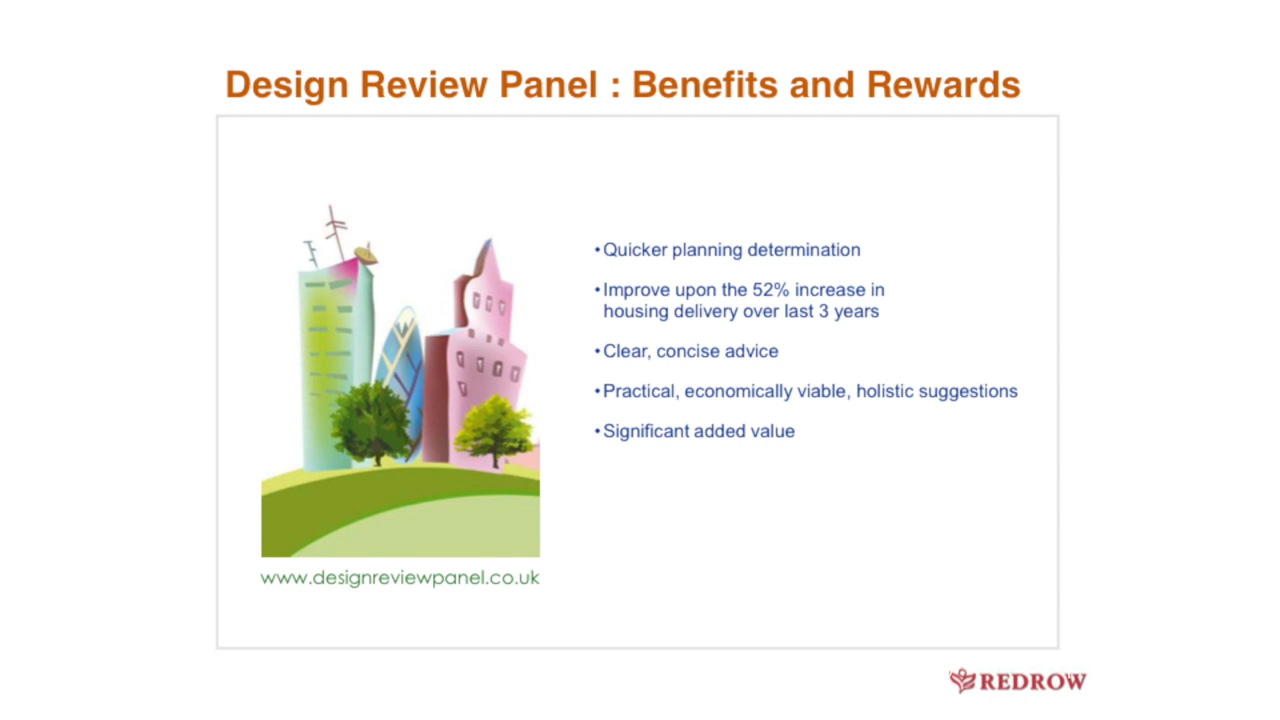 Design Review Panel : Benefits and Rewards
•Quicker planning determination
•Improve upon the 52% increase in
housing delivery over last 3 years
•Clear, concise advice
•Practical, economically viable, holistic suggestions
•Significant added value
www.designreviewpanel.co.uk
REDROW